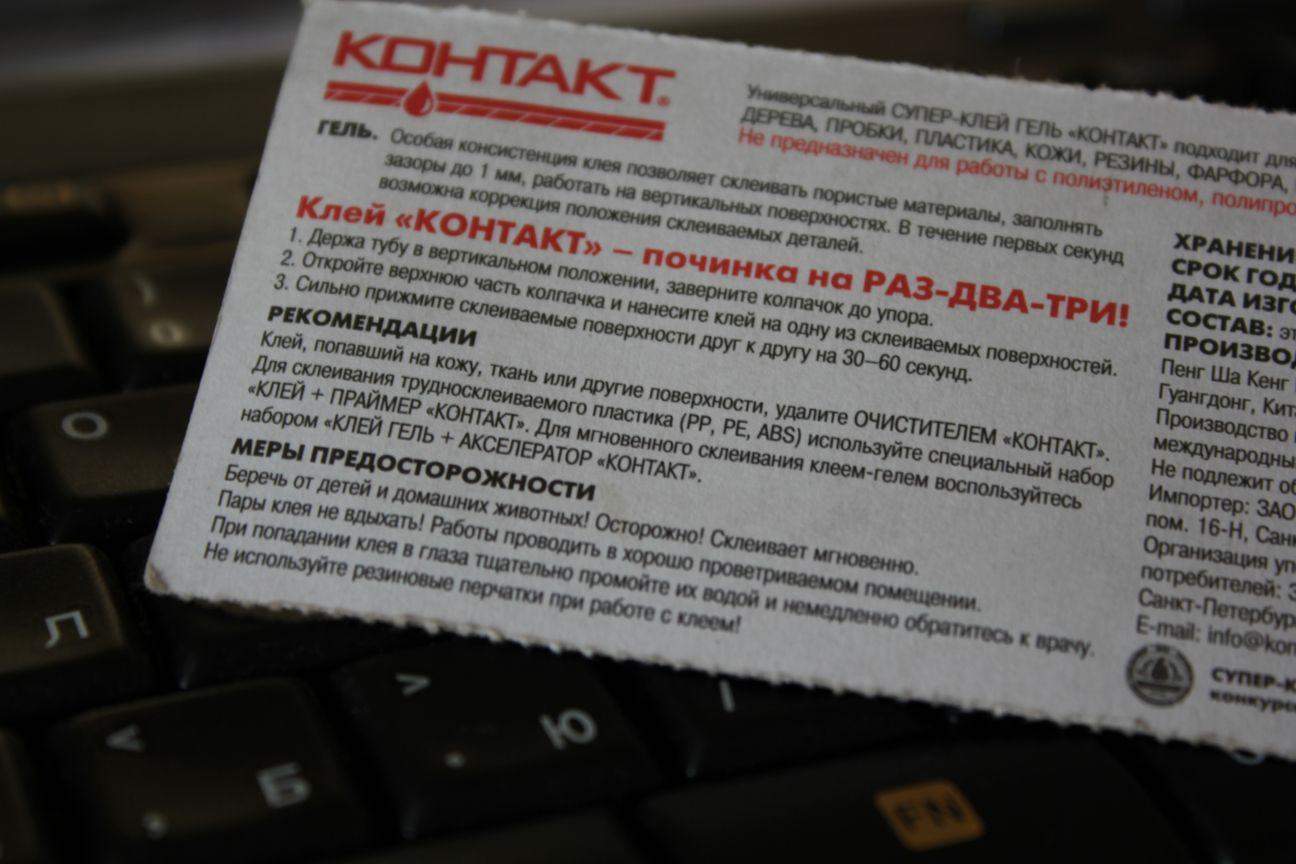 КОНТАКТ
ГЕЛЬ. Особая консистенция клея позволяет склеивать пористые материалы, заполнять
зазоры до 1 мм, работать на вертикальных поверхностях. В течение первых секунд
возможна коррекция положения склеиваемых деталей.
Клей «КОНТАКТ» – починка на РАЗ-ДВА-ТРИ!
1. Держа тубу в вертикальном положении, заверните колпачок до упора.
2. Откройте верхнюю часть колпачка и нанесите клей на одну из склеиваемых поверхностей.
3. Сильно прижмите склеиваемые поверхности друг к другу на 30–60 секунд.
РЕКОМЕНДАЦИИ
Клей, попавший на кожу, ткань или другие поверхности, удалите ОЧИСТИТЕЛЕМ «КОНТАКТ».
Для склеивания трудносклеиваемого пластика (PP, PE, ABS) используйте специальный набор
«КЛЕЙ + ПРАЙМЕР «КОНТАКТ». Для мгновенного склеивания клеем-гелем воспользуйтесь
набором «КЛЕЙ ГЕЛЬ + АКСЕЛЕРАТОР «КОНТАКТ».
МЕРЫ ПРЕДОСТОРОЖНОСТИ
Беречь от детей и домашних животных! Осторожно! Склеивает мгновенно.
Пары клея не вдыхать! Работы проводить в хорошо проветриваемом помещении.
При попадании клея в глаза тщательно промойте их водой и немедленно обратитесь к врачу.
Не используйте резиновые перчатки при работе с клеем!
Универсальный СУПЕР-КЛЕЙ ГЕЛЬ «КОНТАКТ» подходит для
ДЕРЕВА, ПРОБКИ, ПЛАСТИКА, КОЖИ, РЕЗИНЫ, ФАРФОРА,
Не предназначен для работы с полиэтиленом, полипро
ХРАНЕНИ
СРОК ГОД
ДАТА ИЗГО
СОСТАВ: эт
ПРОИЗВОД
Пенг Ша Кенг
Гуангдонг, Кита
Производство
международны
Не подлежит об
Импортер: ЗАО
пом. 16-Н, Санк
Организация уп
потребителей: З
Санкт-Петербур
E-mail: info@kon
СУПЕР-К
конкурс
О
Л
Б
Ю
FN